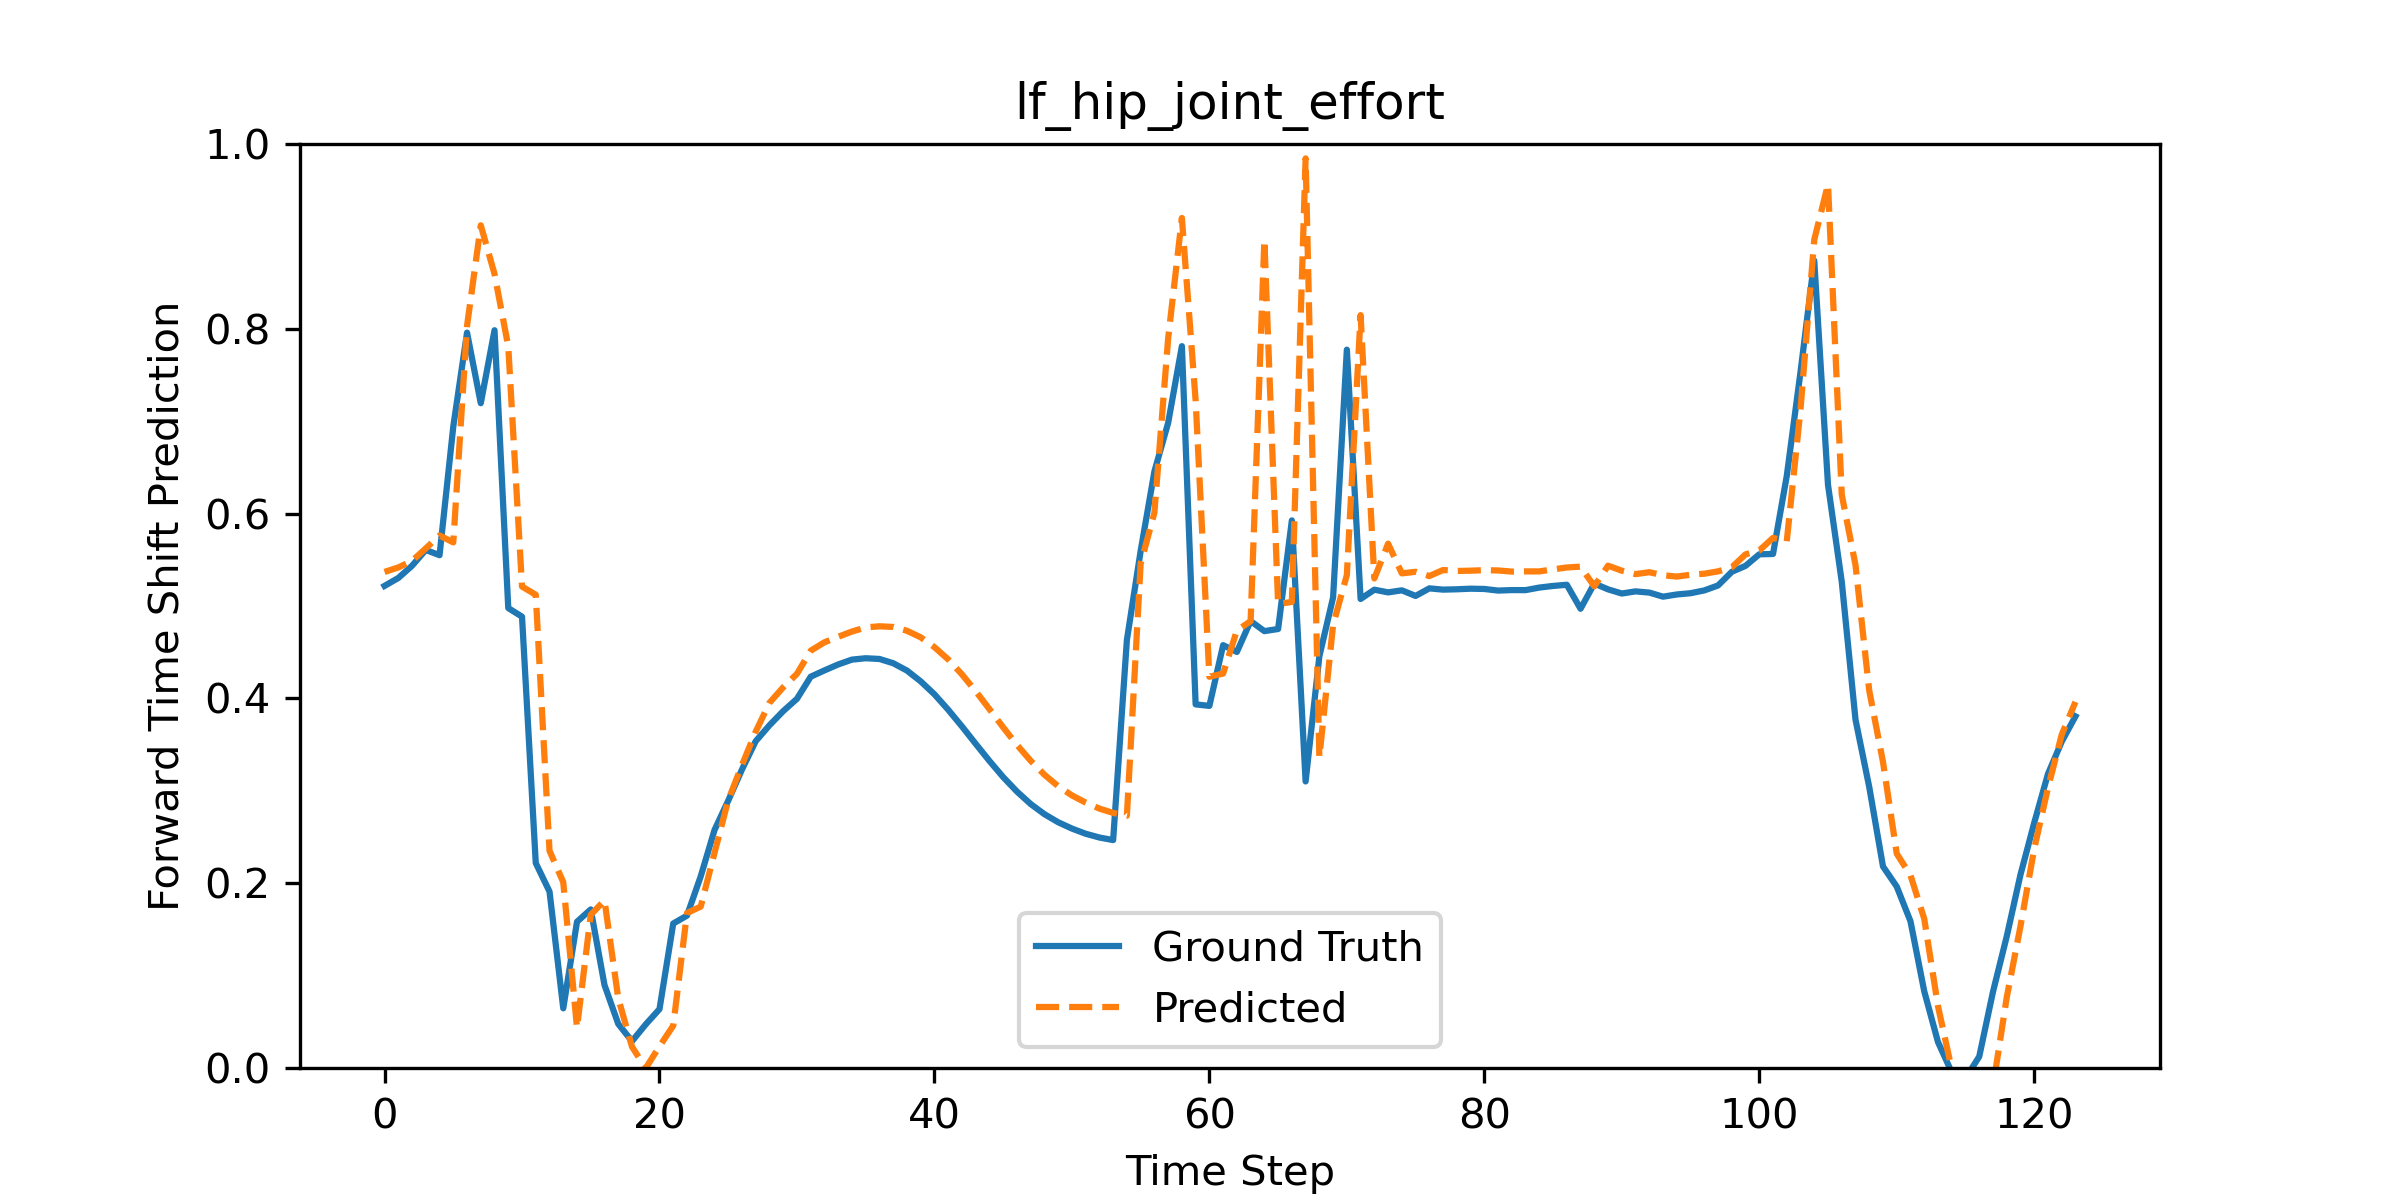 lf_hip_joint_effort
1.0
0.8
0.6
0.4
0.2
0.0
Forward Time Shift Prediction
Ground Truth
Predicted
0 20 40 60 80 100 120
Time Step